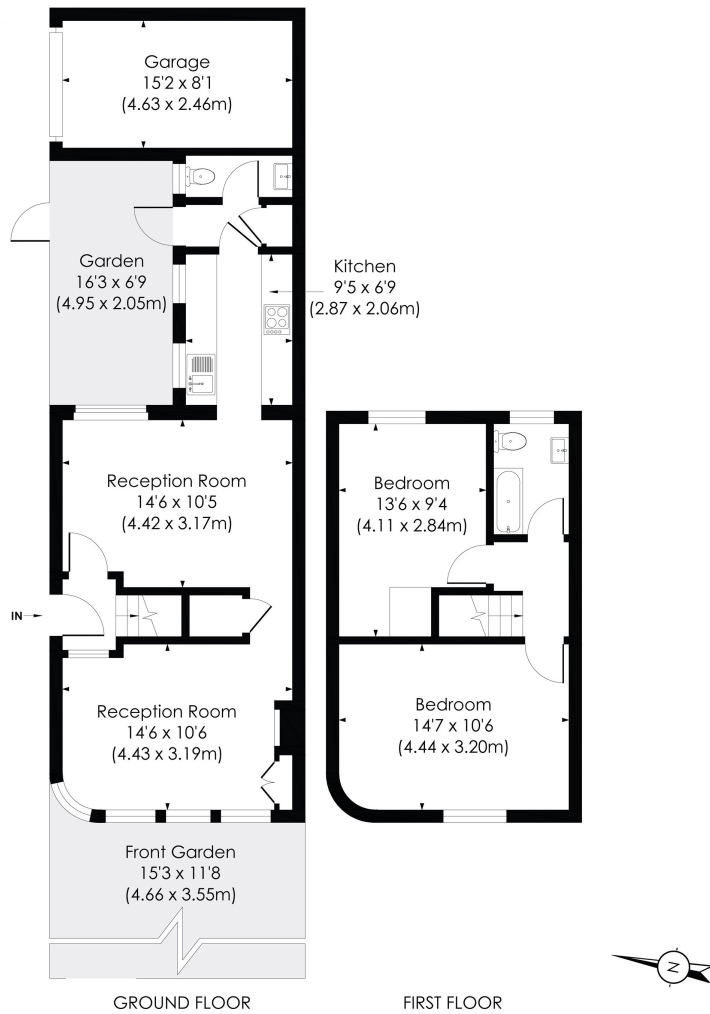 Garage
15'2 x 8'1
(4.63 x 2.46m)
Garden
16'3 x 6'9
(4.95 x 2.05m)
Kitchen
9'5 x 6'9
(2.87 x 2.06m)
Reception Room
14'6 x 10'5
(4.42 x 3.17m)
Bedroom
13'6 x 9'4
(4.11 x 2.84m)
IN
Reception Room
14'6 x 10'6
(4.43 x 3.19m)
Bedroom
14'7 x 10'6
(4.44 x 3.20m)
Front Garden
15'3 x 11'8
(4.66 x 3.55m)
N
GROUND FLOOR
FIRST FLOOR